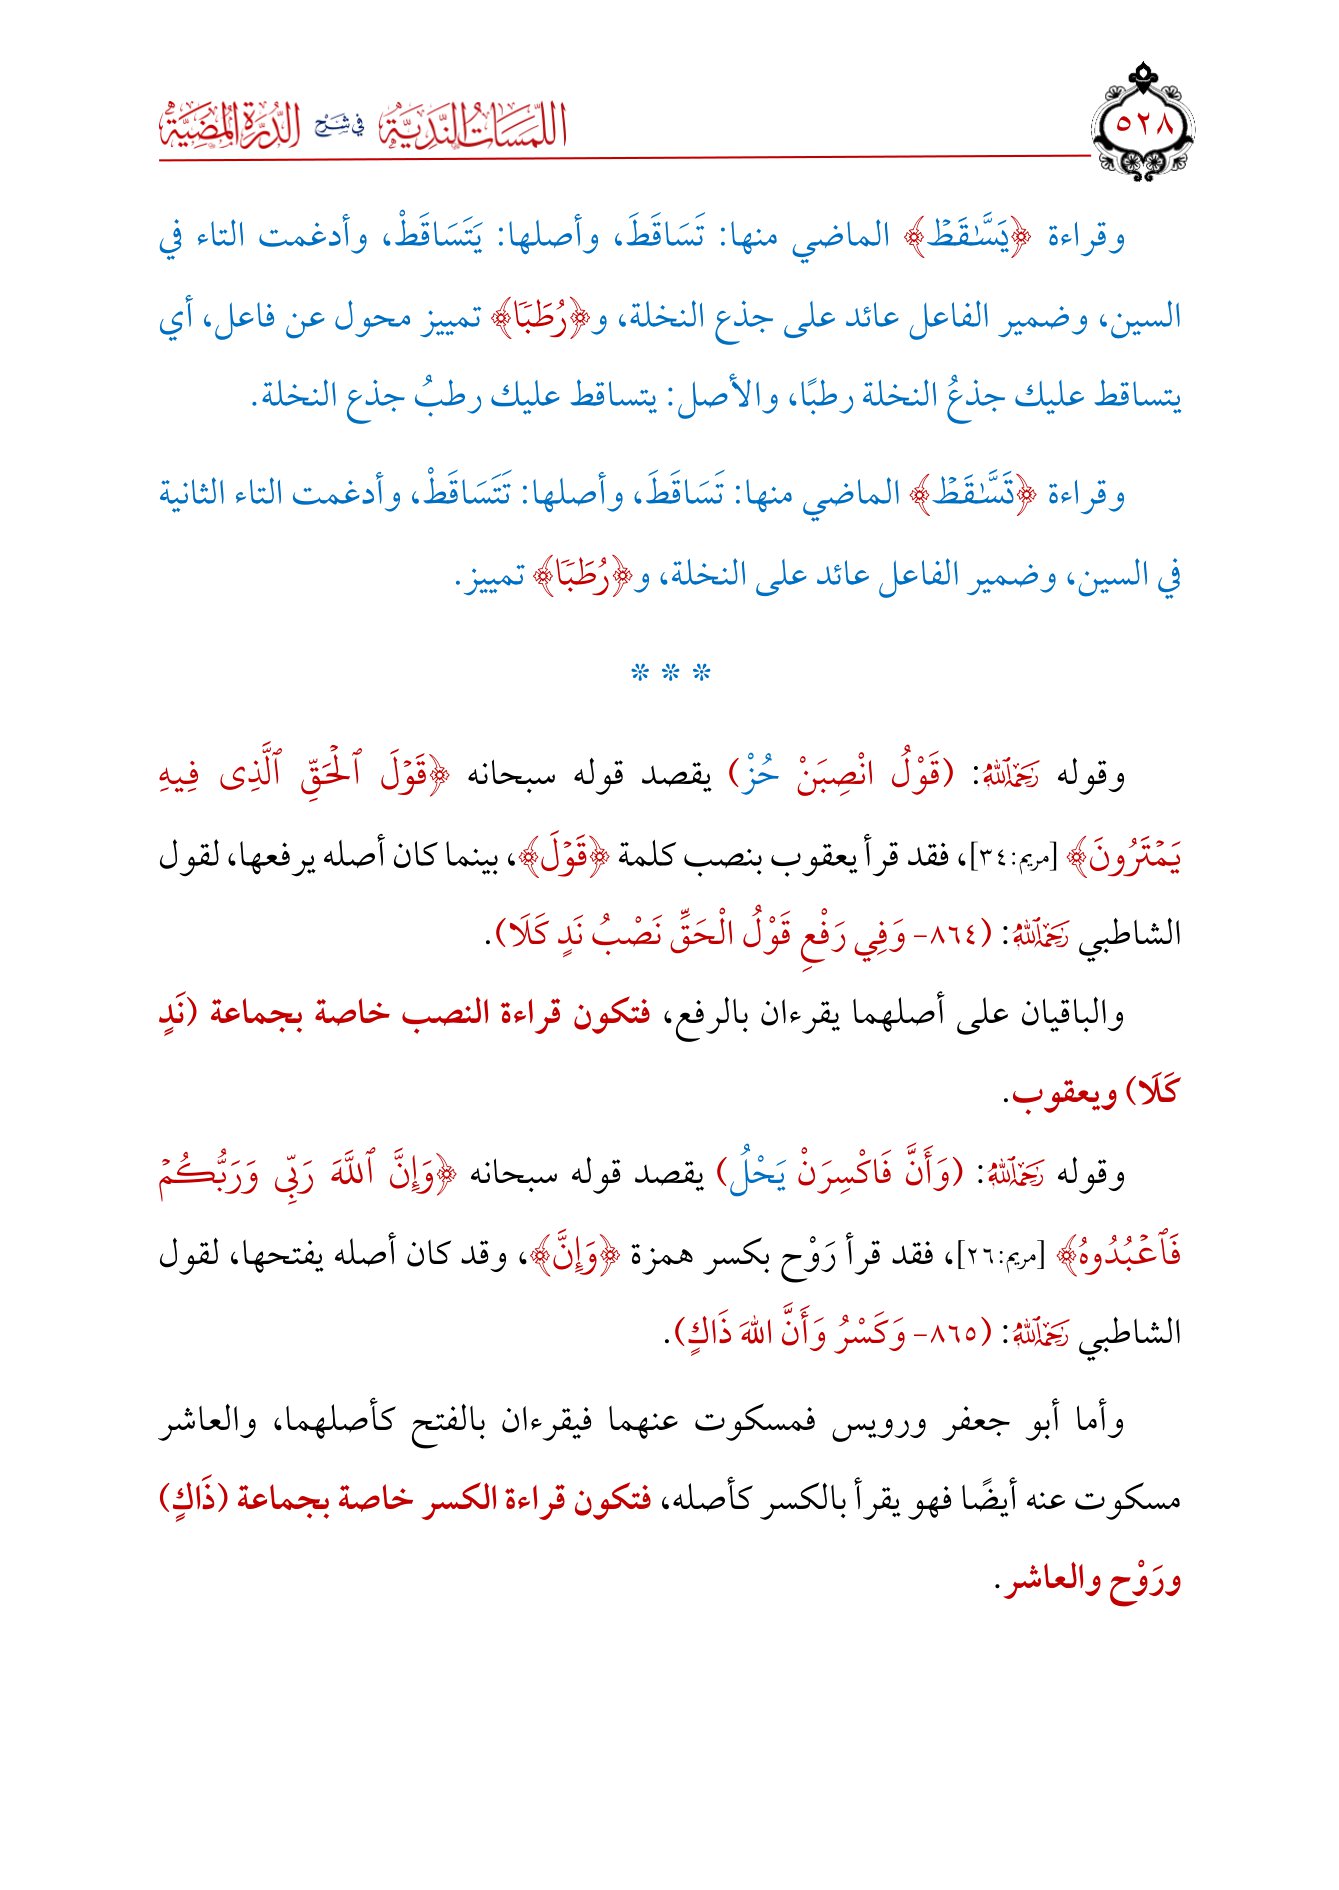 ٥٢٨
اللمسات الندية في شرح الدرة المضية
وقراءة ﴿يَسَّٰقَطْ﴾ الماضي منها: تَسَاقَطَ، وأصلها: يَتَسَاقَطْ، وأدغمت التاء في
السين، وضمير الفاعل عائد على جذع النخلة، و﴿رُطَبًا﴾ تمييز محول عن فاعل، أي
يتساقط عليك جذعُ النخلة رطبًا، والأصل: يتساقط عليك رطبُ جذع النخلة.
وقراءة ﴿تَسَّٰقَطْ﴾ الماضي منها: تَسَاقَطَ، وأصلها: تَتَسَاقَطْ، وأدغمت التاء الثانية
في السين، وضمير الفاعل عائد على النخلة، و﴿رُطَبًا﴾ تمييز.
* * *
وقوله رَحِمَهُ ٱللَّهُ: (قَوْلُ انْصِبَنْ حُزْ) يقصد قوله سبحانه ﴿قَوْلَ ٱلْحَقِّ ٱلَّذِى فِيهِ
يَمْتَرُونَ﴾ [مريم:٣٤]، فقد قرأ يعقوب بنصب كلمة ﴿قَوْلَ﴾، بينما كان أصله يرفعها، لقول
الشاطبي رَحِمَهُ ٱللَّهُ: (٨٦٤- وَفِي رَفْعِ قَوْلُ الْحَقِّ نَصْبُ نَدٍ كَلَا).
والباقيان على أصلهما يقرءان بالرفع، فتكون قراءة النصب خاصة بجماعة (نَدٍ
كَلَا) ويعقوب.
وقوله رَحِمَهُ ٱللَّهُ: (وَأَنَّ فَاكْسِرَنْ يَحْلُ) يقصد قوله سبحانه ﴿وَإِنَّ ٱللَّهَ رَبِّى وَرَبُّكُمْ
فَٱعْبُدُوهُ﴾ [مريم:٢٦]، فقد قرأ رَوْح بكسر همزة ﴿وَإِنَّ﴾، وقد كان أصله يفتحها، لقول
الشاطبي رَحِمَهُ ٱللَّهُ: (٨٦٥- وَكَسْرُ وَأَنَّ اللهَ ذَاكٍ).
وأما أبو جعفر ورويس فمسكوت عنهما فيقرءان بالفتح كأصلهما، والعاشر
مسكوت عنه أيضًا فهو يقرأ بالكسر كأصله، فتكون قراءة الكسر خاصة بجماعة (ذَاكٍ)
ورَوْح والعاشر.